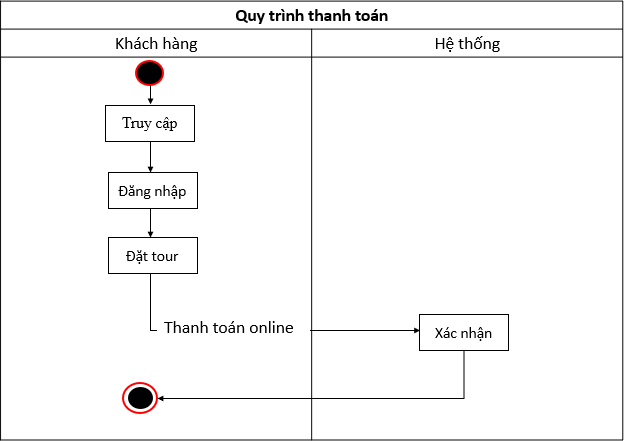 Quy trình thanh toán
Khách hàng
Hệ thống
Truy cập
Đăng nhập
Đặt tour
Thanh toán online
Xác nhận